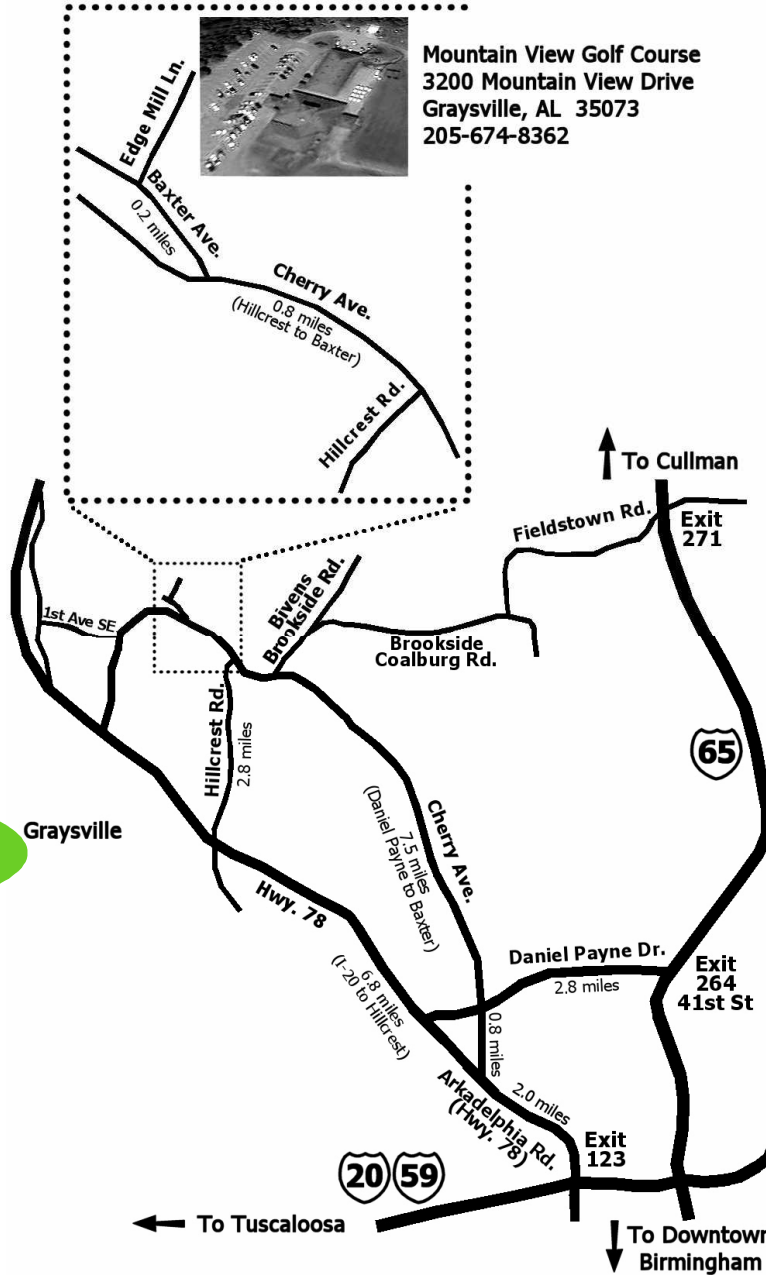 Mountain View Golf Course
3200 Mountain View Drive
Graysville, AL 35073
205-674-8362
Edge Mill Ln.
Baxter Ave.
0.2 miles
Cherry Ave.
0.8 miles
(Hillcrest to Baxter)
Hillcrest Rd.
To Cullman
Fieldstown Rd.
Exit
271
1st Ave SE
Bivens
Brookside Rd.
Brookside
Coalburg Rd.
Hillcrest Rd.
2.8 miles
65
Graysville
Cherry Ave.
7.5 miles
(Daniel Payne to Baxter)
Hwy. 78
6.8 miles
(I-20 to Hillcrest)
Daniel Payne Dr.
2.8 miles
Exit
264
41st St
0.8 miles
2.0 miles
Arkadelphia Rd.
(Hwy. 78)
Exit
123
20 59
To Tuscaloosa
To Downtown
Birmingham